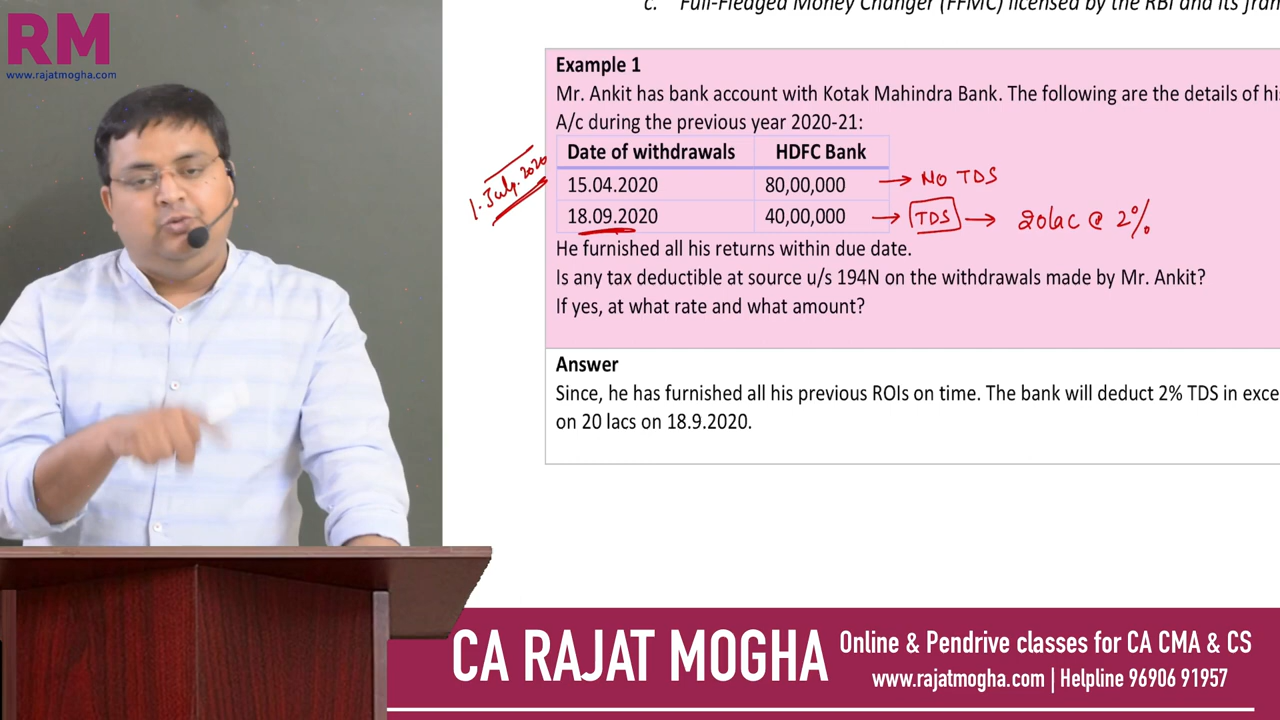 RM
www.rajatmogha.com
c. Full-Fledged Money Changer (FFMC) licensed by the RBI and its fran
Example 1
Mr. Ankit has bank account with Kotak Mahindra Bank. The following are the details of his
A/c during the previous year 2020-21:
Date of withdrawals HDFC Bank
1. July. 2020
15.04.2020 80,00,000 → NO TDS
18.09.2020 40,00,000 → TDS → 20lac @ 2%
He furnished all his returns within due date.
Is any tax deductible at source u/s 194N on the withdrawals made by Mr. Ankit?
If yes, at what rate and what amount?
Answer
Since, he has furnished all his previous ROIs on time. The bank will deduct 2% TDS in exce
on 20 lacs on 18.9.2020.
CA RAJAT MOGHA
Online & Pendrive classes for CA CMA & CS
www.rajatmogha.com | Helpline 96906 91957